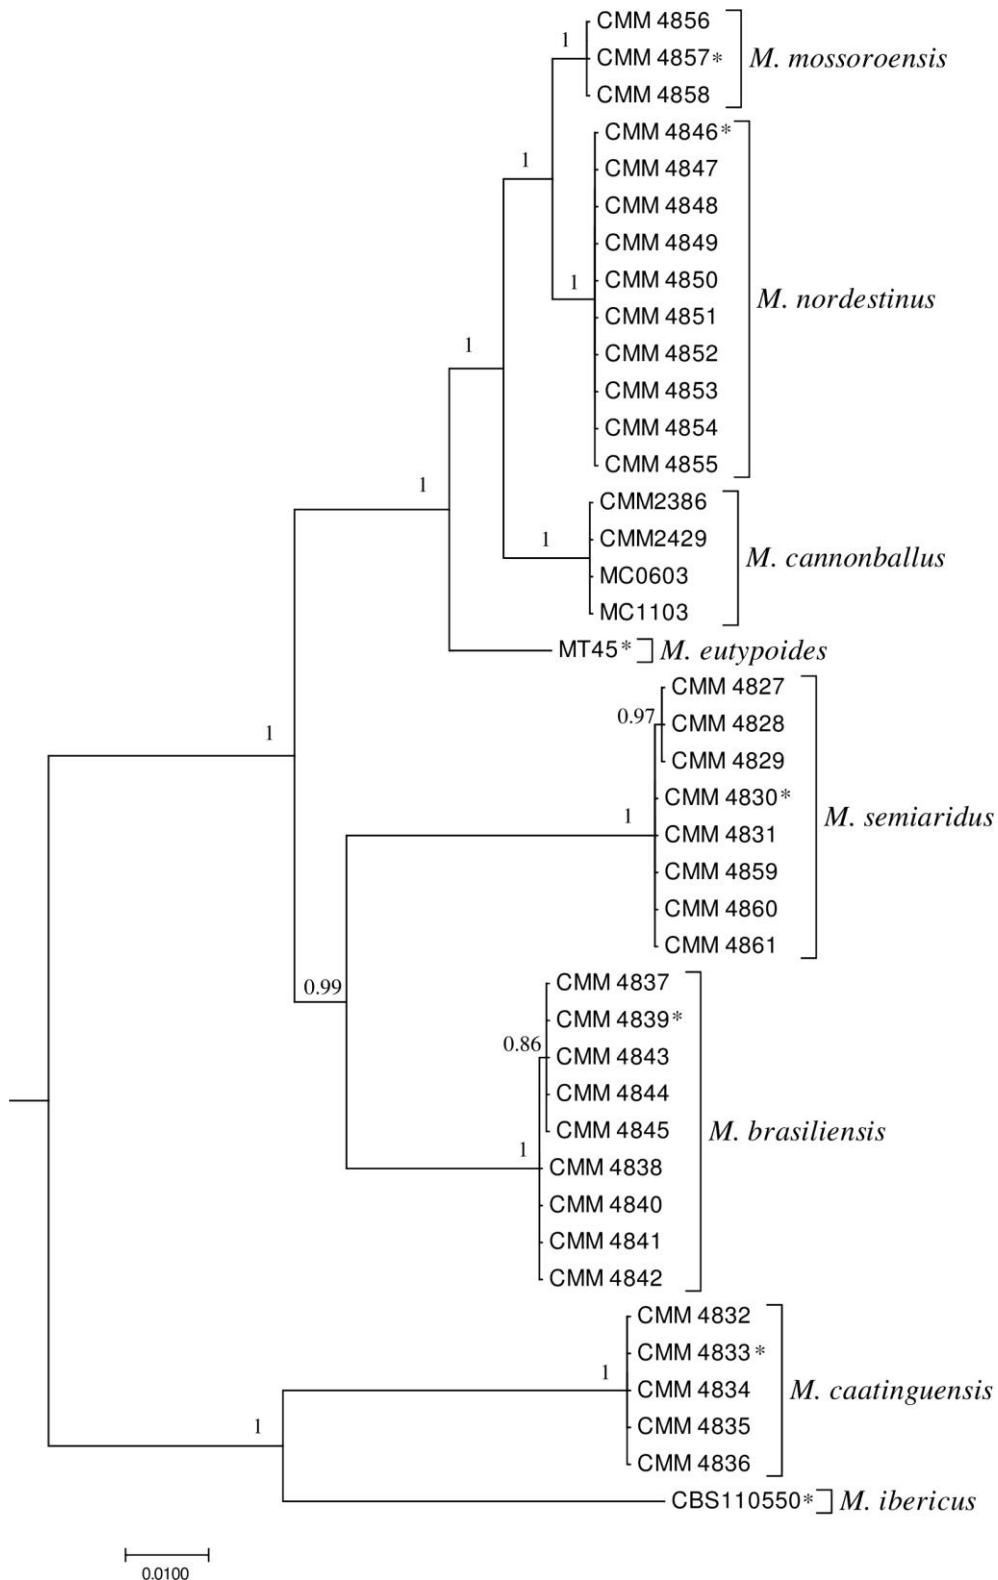 CMM 4856
1
CMM 4857*
M. mossoroensis
CMM 4858
CMM 4846*
1
CMM 4847
CMM 4848
CMM 4849
1
CMM 4850
M. nordestinus
CMM 4851
1
CMM 4852
CMM 4853
CMM 4854
CMM 4855
1
CMM2386
1
CMM2429
M. cannonballus
MC0603
MC1103
MT45*
M. eutypoides
CMM 4827
0.97
CMM 4828
1
CMM 4829
CMM 4830*
1
M. semiaridus
CMM 4831
CMM 4859
CMM 4860
CMM 4861
0.99
CMM 4837
CMM 4839*
0.86
CMM 4843
CMM 4844
CMM 4845
M. brasiliensis
1
CMM 4838
CMM 4840
CMM 4841
CMM 4842
CMM 4832
CMM 4833*
1
CMM 4834
M. caatinguensis
1
CMM 4835
CMM 4836
CBS110550*
M. ibericus
0.0100